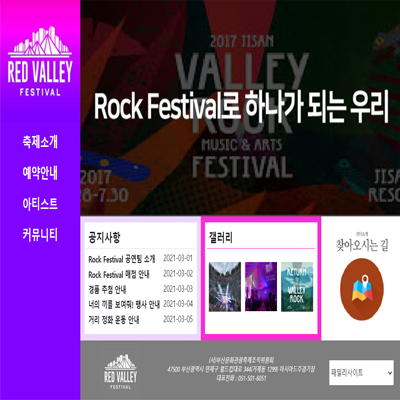 RED VALLEY
FESTIVAL
축제소개
예약안내
아티스트
커뮤니티
2017 JISAN
VALLEY
ROCK
MUSIC & ARTS
FESTIVAL
2017
28-7.30
JISA
RESO
Rock Festival로 하나가 되는 우리
공지사항
Rock Festival 공연팀 소개 2021-03-01
Rock Festival 매점 안내 2021-03-02
경품 추첨 안내 2021-03-03
너의 끼를 보여줘! 행사 안내 2021-03-04
거리 정화 운동 안내 2021-03-05
갤러리
RETURN
VALLEY
ROCK
찾아오시는 길
RED VALLEY
FESTIVAL
(사)부산문화관광축제조직위원회
47500 부산광역시 연제구 월드컵대로 344(거제동 1299) 아시아드주경기장
대표전화 : 051-501-6051
패밀리사이트